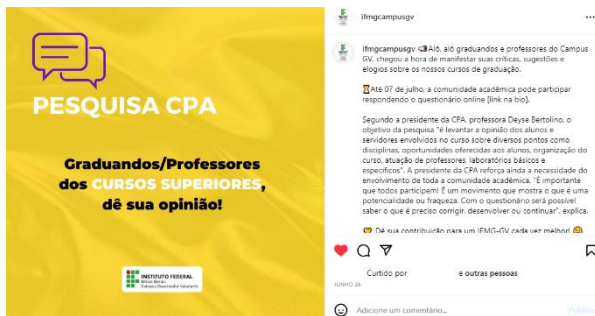 PESQUISA CPA
Graduandos/Professores
dos CURSOS SUPERIORES,
dê sua opinião!
INSTITUTO FEDERAL
Minas Gerais
Campus Governador Valadares
ifmgcampusgv
ifmgcampusgv Alô, alô graduandos e professores do Campus
GV, chegou a hora de manifestar suas críticas, sugestões e
elogios sobre os nossos cursos de graduação.
Até 07 de julho, a comunidade acadêmica pode participar
respondendo o questionário online [link na bio].
Segundo a presidente da CPA, professora Deyse Bertolino, o
objetivo da pesquisa "é levantar a opinião dos alunos e
servidores envolvidos no curso sobre diversos pontos como
disciplinas, oportunidades oferecidas aos alunos, organização do
curso, atuação de professores, laboratórios básicos e
específicos". A presidente da CPA reforça ainda a necessidade do
envolvimento de toda a comunidade acadêmica. "É importante
que todos participem! É um movimento que mostra o que é uma
potencialidade ou fraqueza. Com o questionário será possível
saber o que é preciso corrigir, desenvolver ou continuar", explica.
Dê sua contribuição para um IFMG-GV cada vez melhor!
Curtido por e outras pessoas
JUNHO 28
Adicione um comentário... Publicar